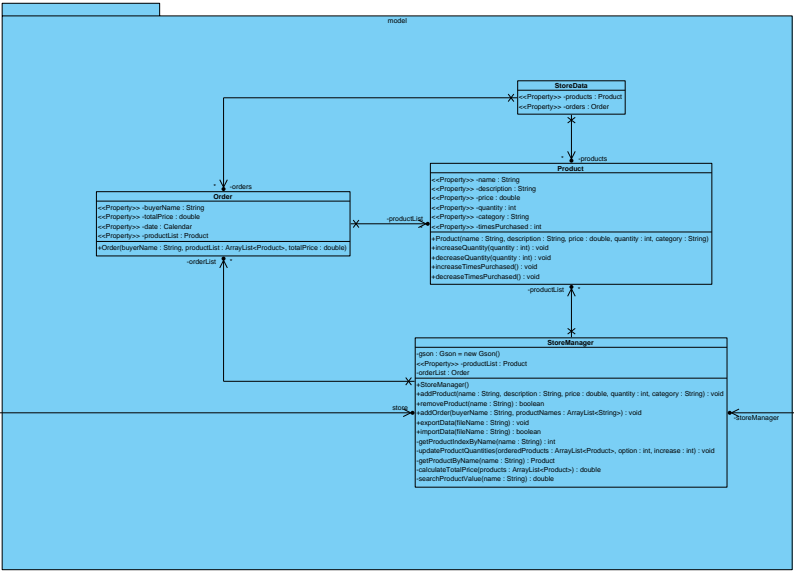 model
StoreData
<<Property>> -products : Product
<<Property>> -orders : Order
* -products
* -orders
Product
<<Property>> -name : String
<<Property>> -description : String
<<Property>> -price : double
<<Property>> -quantity : int
<<Property>> -category : String
<<Property>> -timesPurchased : int
+Product(name : String, description : String, price : double, quantity : int, category : String)
+increaseQuantity(quantity : int) : void
+decreaseQuantity(quantity : int) : void
+increaseTimesPurchased() : void
+decreaseTimesPurchased() : void
Order
<<Property>> -buyerName : String
<<Property>> -totalPrice : double
<<Property>> -date : Calendar
<<Property>> -productList : Product
+Order(buyerName : String, productList : ArrayList<Product>, totalPrice : double)
-productList
-orderList *
-productList *
StoreManager
-gson : Gson = new Gson()
<<Property>> -productList : Product
-orderList : Order
+StoreManager()
+addProduct(name : String, description : String, price : double, quantity : int, category : String) : void
+removeProduct(name : String) : boolean
+addOrder(buyerName : String, productNames : ArrayList<String>) : void
+exportData(fileName : String) : void
+importData(fileName : String) : boolean
-getProductIndexByName(name : String) : int
-updateProductQuantities(orderedProducts : ArrayList<Product>, option : int, increase : int) : void
-getProductByName(name : String) : Product
-calculateTotalPrice(products : ArrayList<Product>) : double
-searchProductValue(name : String) : double
store
-storeManager